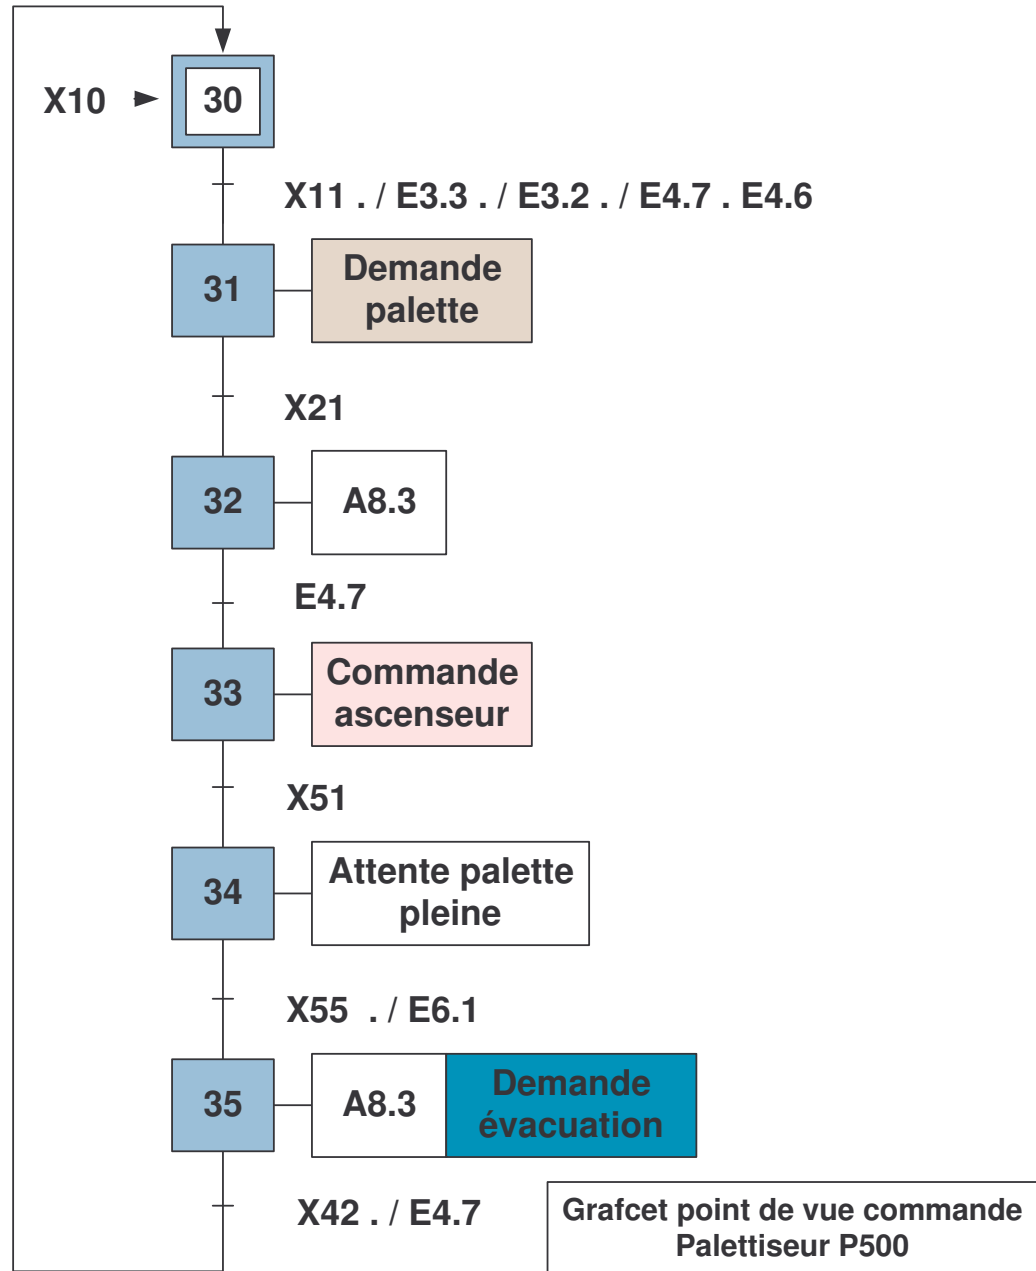 X10
30
X11 . / E3.3 . / E3.2 . / E4.7 . E4.6
31
Demande
palette
X21
32
A8.3
E4.7
33
Commande
ascenseur
X51
34
Attente palette
pleine
X55 . / E6.1
35
A8.3
Demande
évacuation
X42 . / E4.7
Grafcet point de vue commande
Palettiseur P500